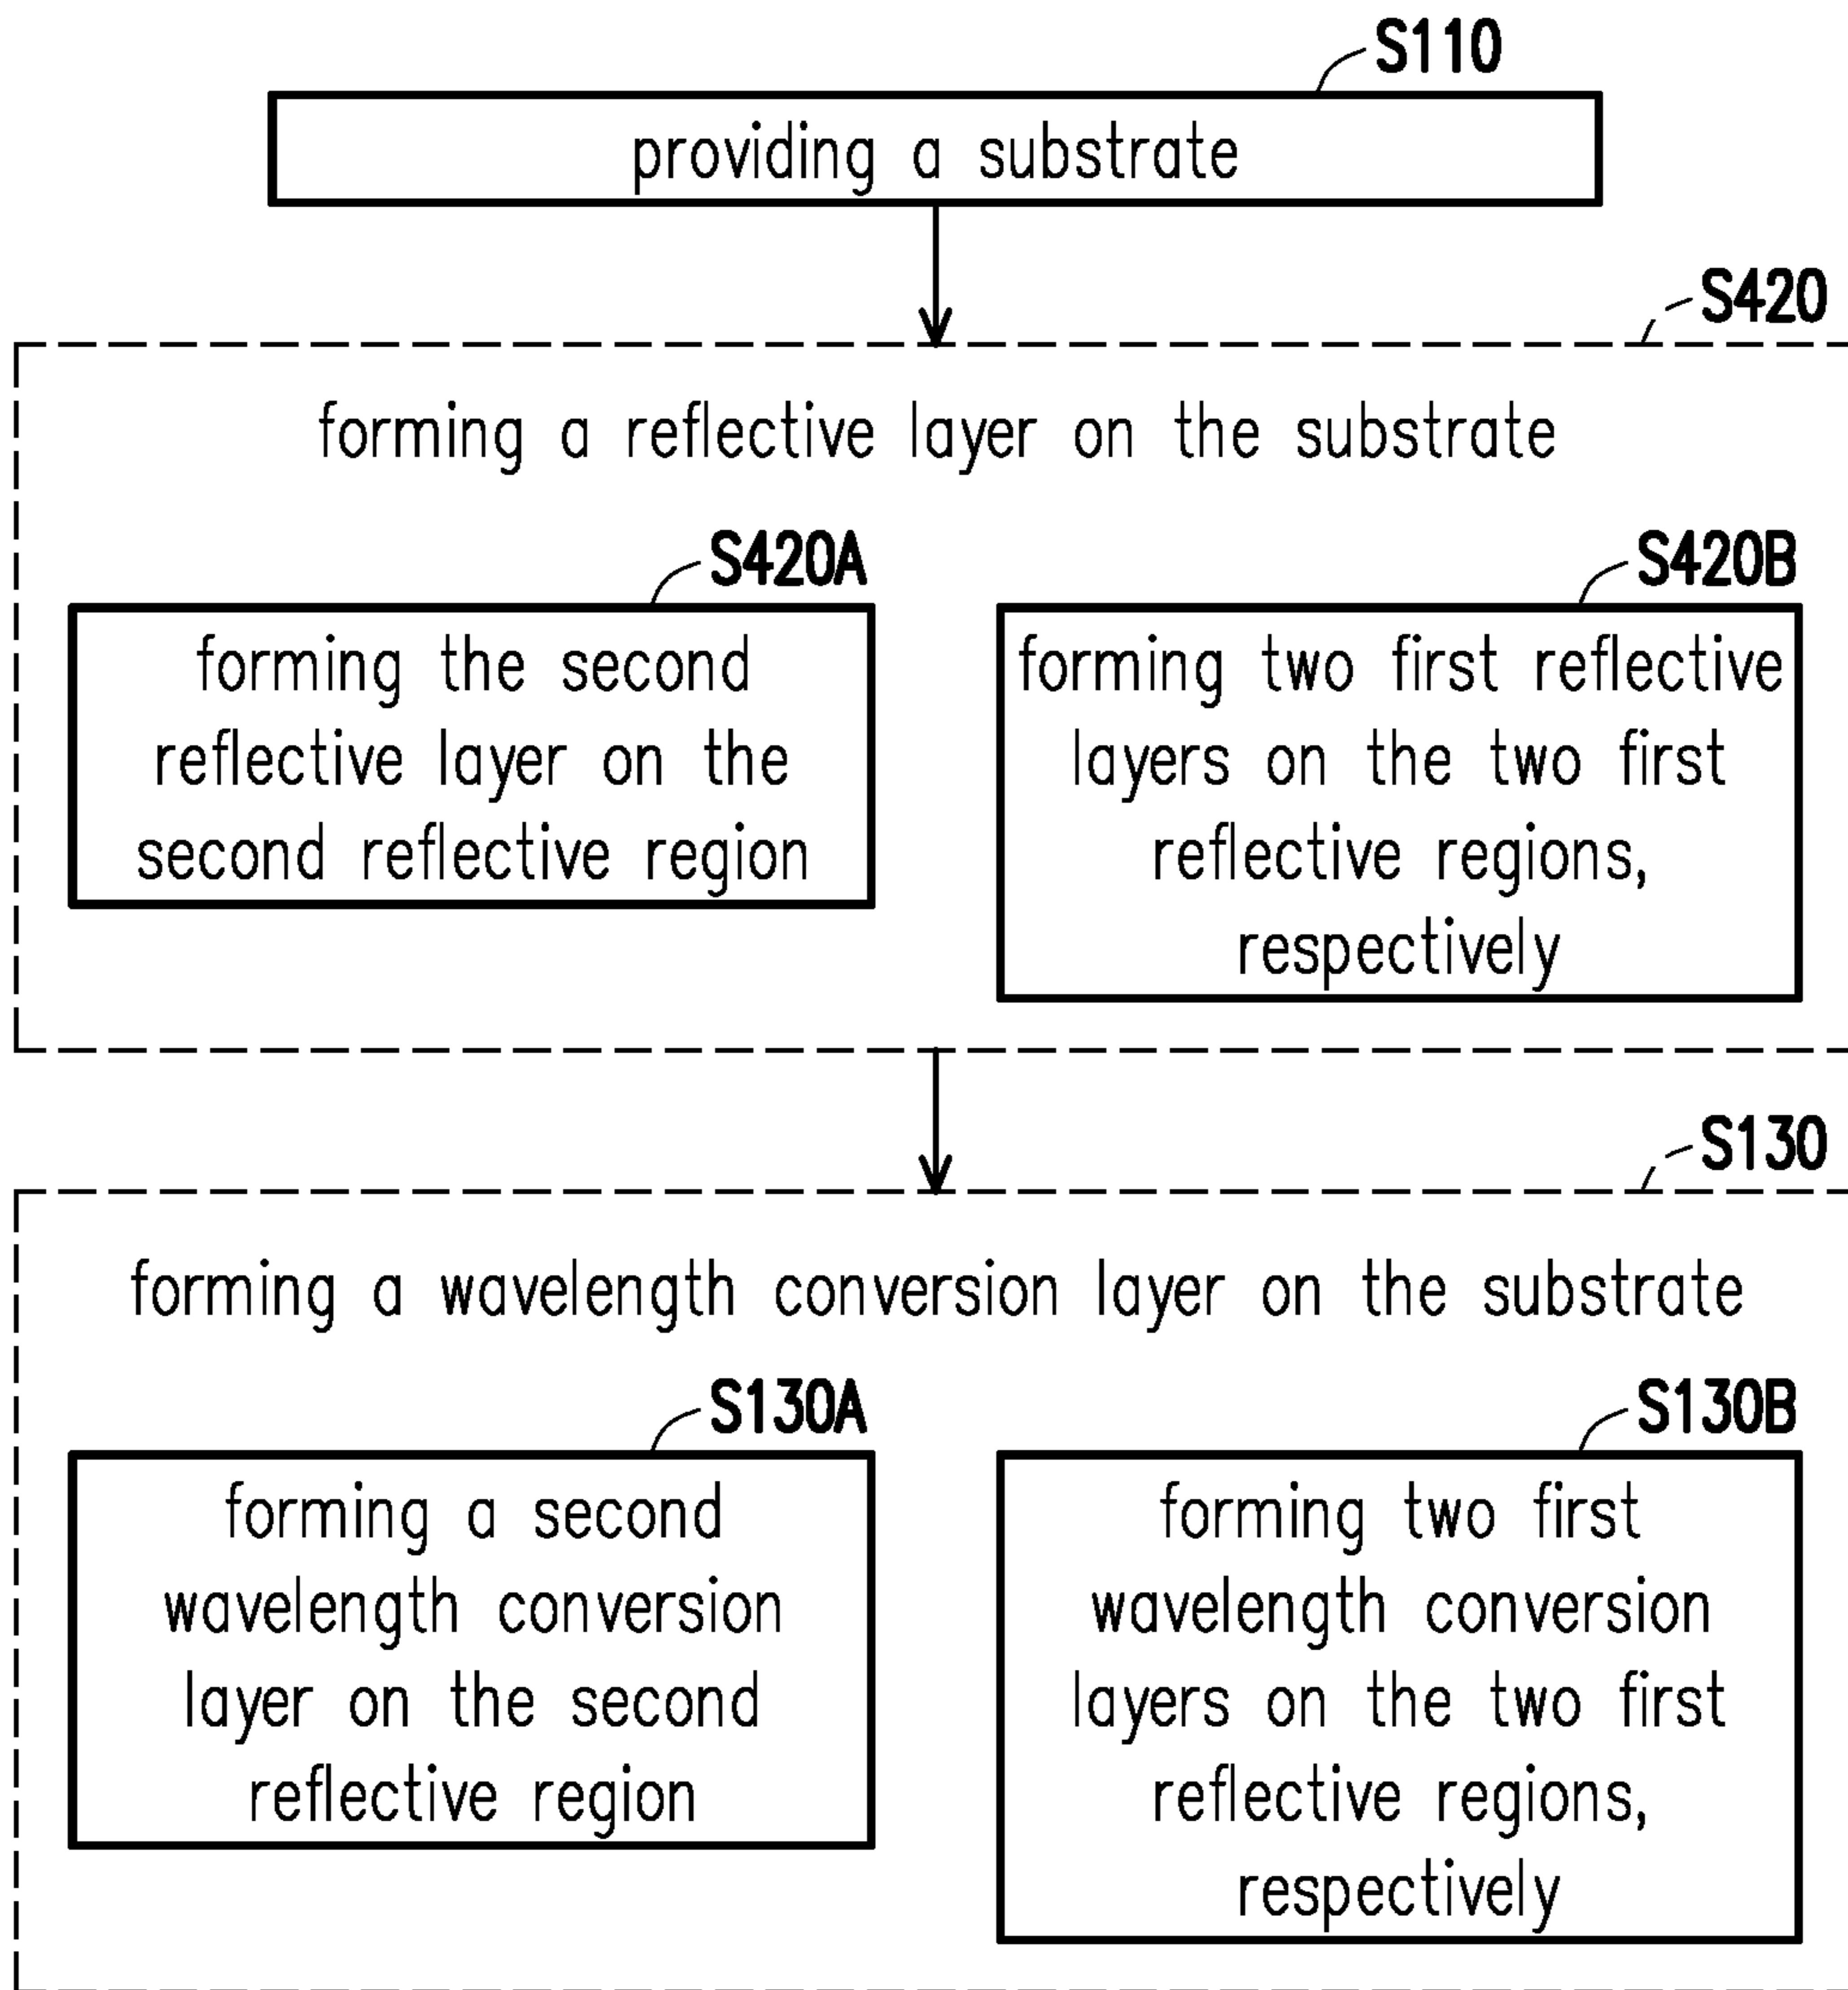 S110
providing a substrate
S420
forming a reflective layer on the substrate
S420A
forming the second
reflective layer on the
second reflective region
S420B
forming two first reflective
layers on the two first
reflective regions,
respectively
S130
forming a wavelength conversion layer on the substrate
S130A
forming a second
wavelength conversion
layer on the second
reflective region
S130B
forming two first
wavelength conversion
layers on the two first
reflective regions,
respectively